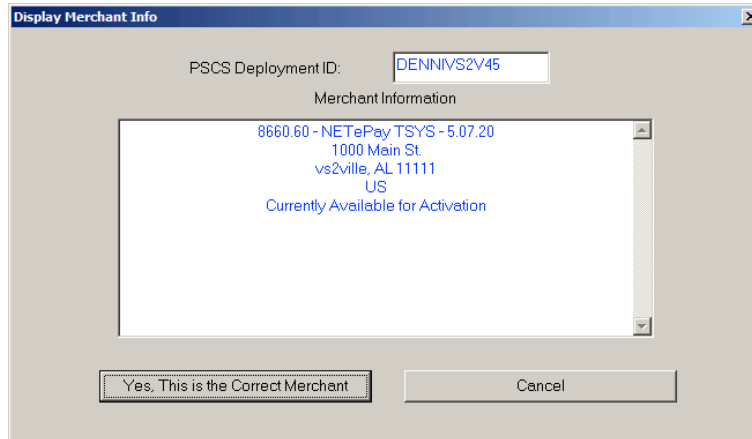 Display Merchant Info
PSCS Deployment ID: DENNIVS2V45
Merchant Information
8660.60 - NETePay TSYS - 5.07.20
1000 Main St.
vs2ville, AL 11111
US
Currently Available for Activation
Yes, This is the Correct Merchant Cancel